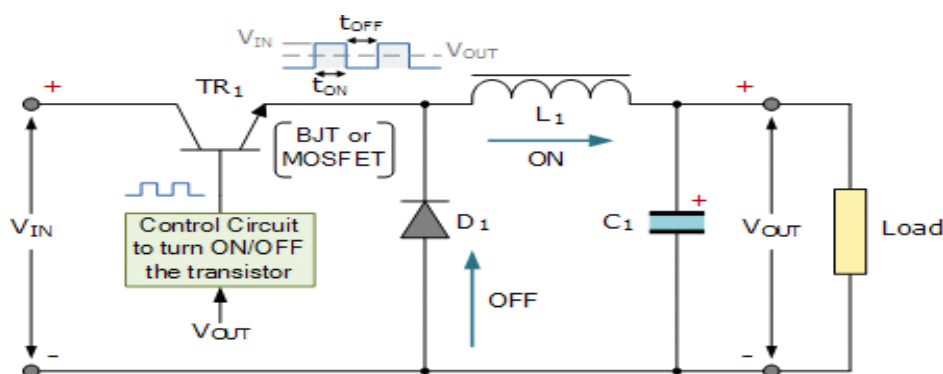 tOFF
VIN
VOUT
tON
+
TR1
+
L1
BJT or
MOSFET
ON
+
VIN
Control Circuit
to turn ON/OFF
the transistor
D1
C1
VOUT
Load
OFF
VOUT
-
-